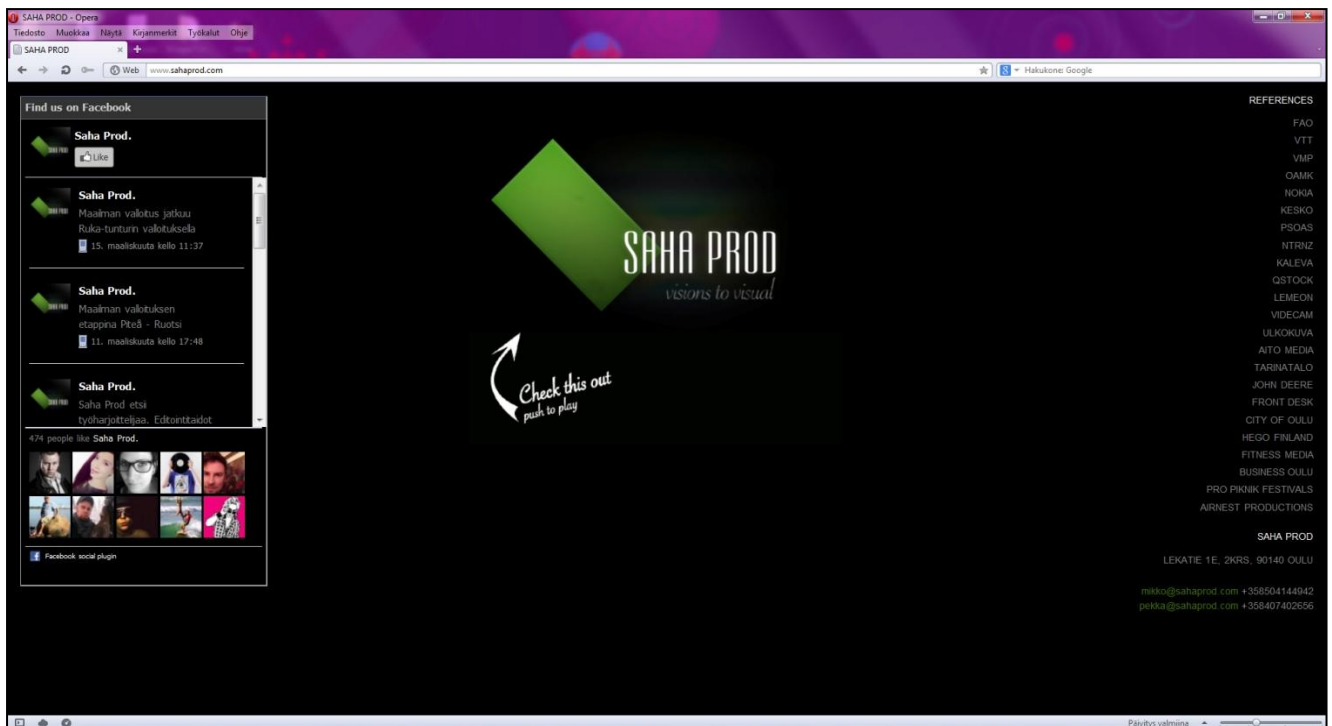 SAHA PROD - Opera
Tiedosto Muokkaa Näytä Kirjanmerkit Työkalut Ohje
SAHA PROD
Web www.sahaprod.com
Hakukone: Google
Find us on Facebook
Saha Prod.
Like
Saha Prod.
Maailman valloitus jatkuu
Ruka-tunturin valloituksella
15. maaliskuuta kello 11:37
Saha Prod.
Maailman valloituksen
etappina Piteå - Ruotsi
11. maaliskuuta kello 17:48
Saha Prod.
Saha Prod etsii
työharjoittelijaa. Editointitaidot
474 people like Saha Prod.
Facebook social plugin
SAHA PROD
visions to visual
Check this out
push to play
REFERENCES
FAO
VTT
VMP
OAMK
NOKIA
KESKO
PSOAS
NTRNZ
KALEVA
QSTOCK
LEMEON
VIDECAM
ULKOKUVA
AITO MEDIA
TARINATALO
JOHN DEERE
FRONT DESK
CITY OF OULU
HEGO FINLAND
FITNESS MEDIA
BUSINESS OULU
PRO PIKNIK FESTIVALS
AIRNEST PRODUCTIONS
SAHA PROD
LEKATIE 1E, 2KRS, 90140 OULU
mikko@sahaprod.com +358504144942
pekka@sahaprod.com +358407402656
Päivitys valmiina